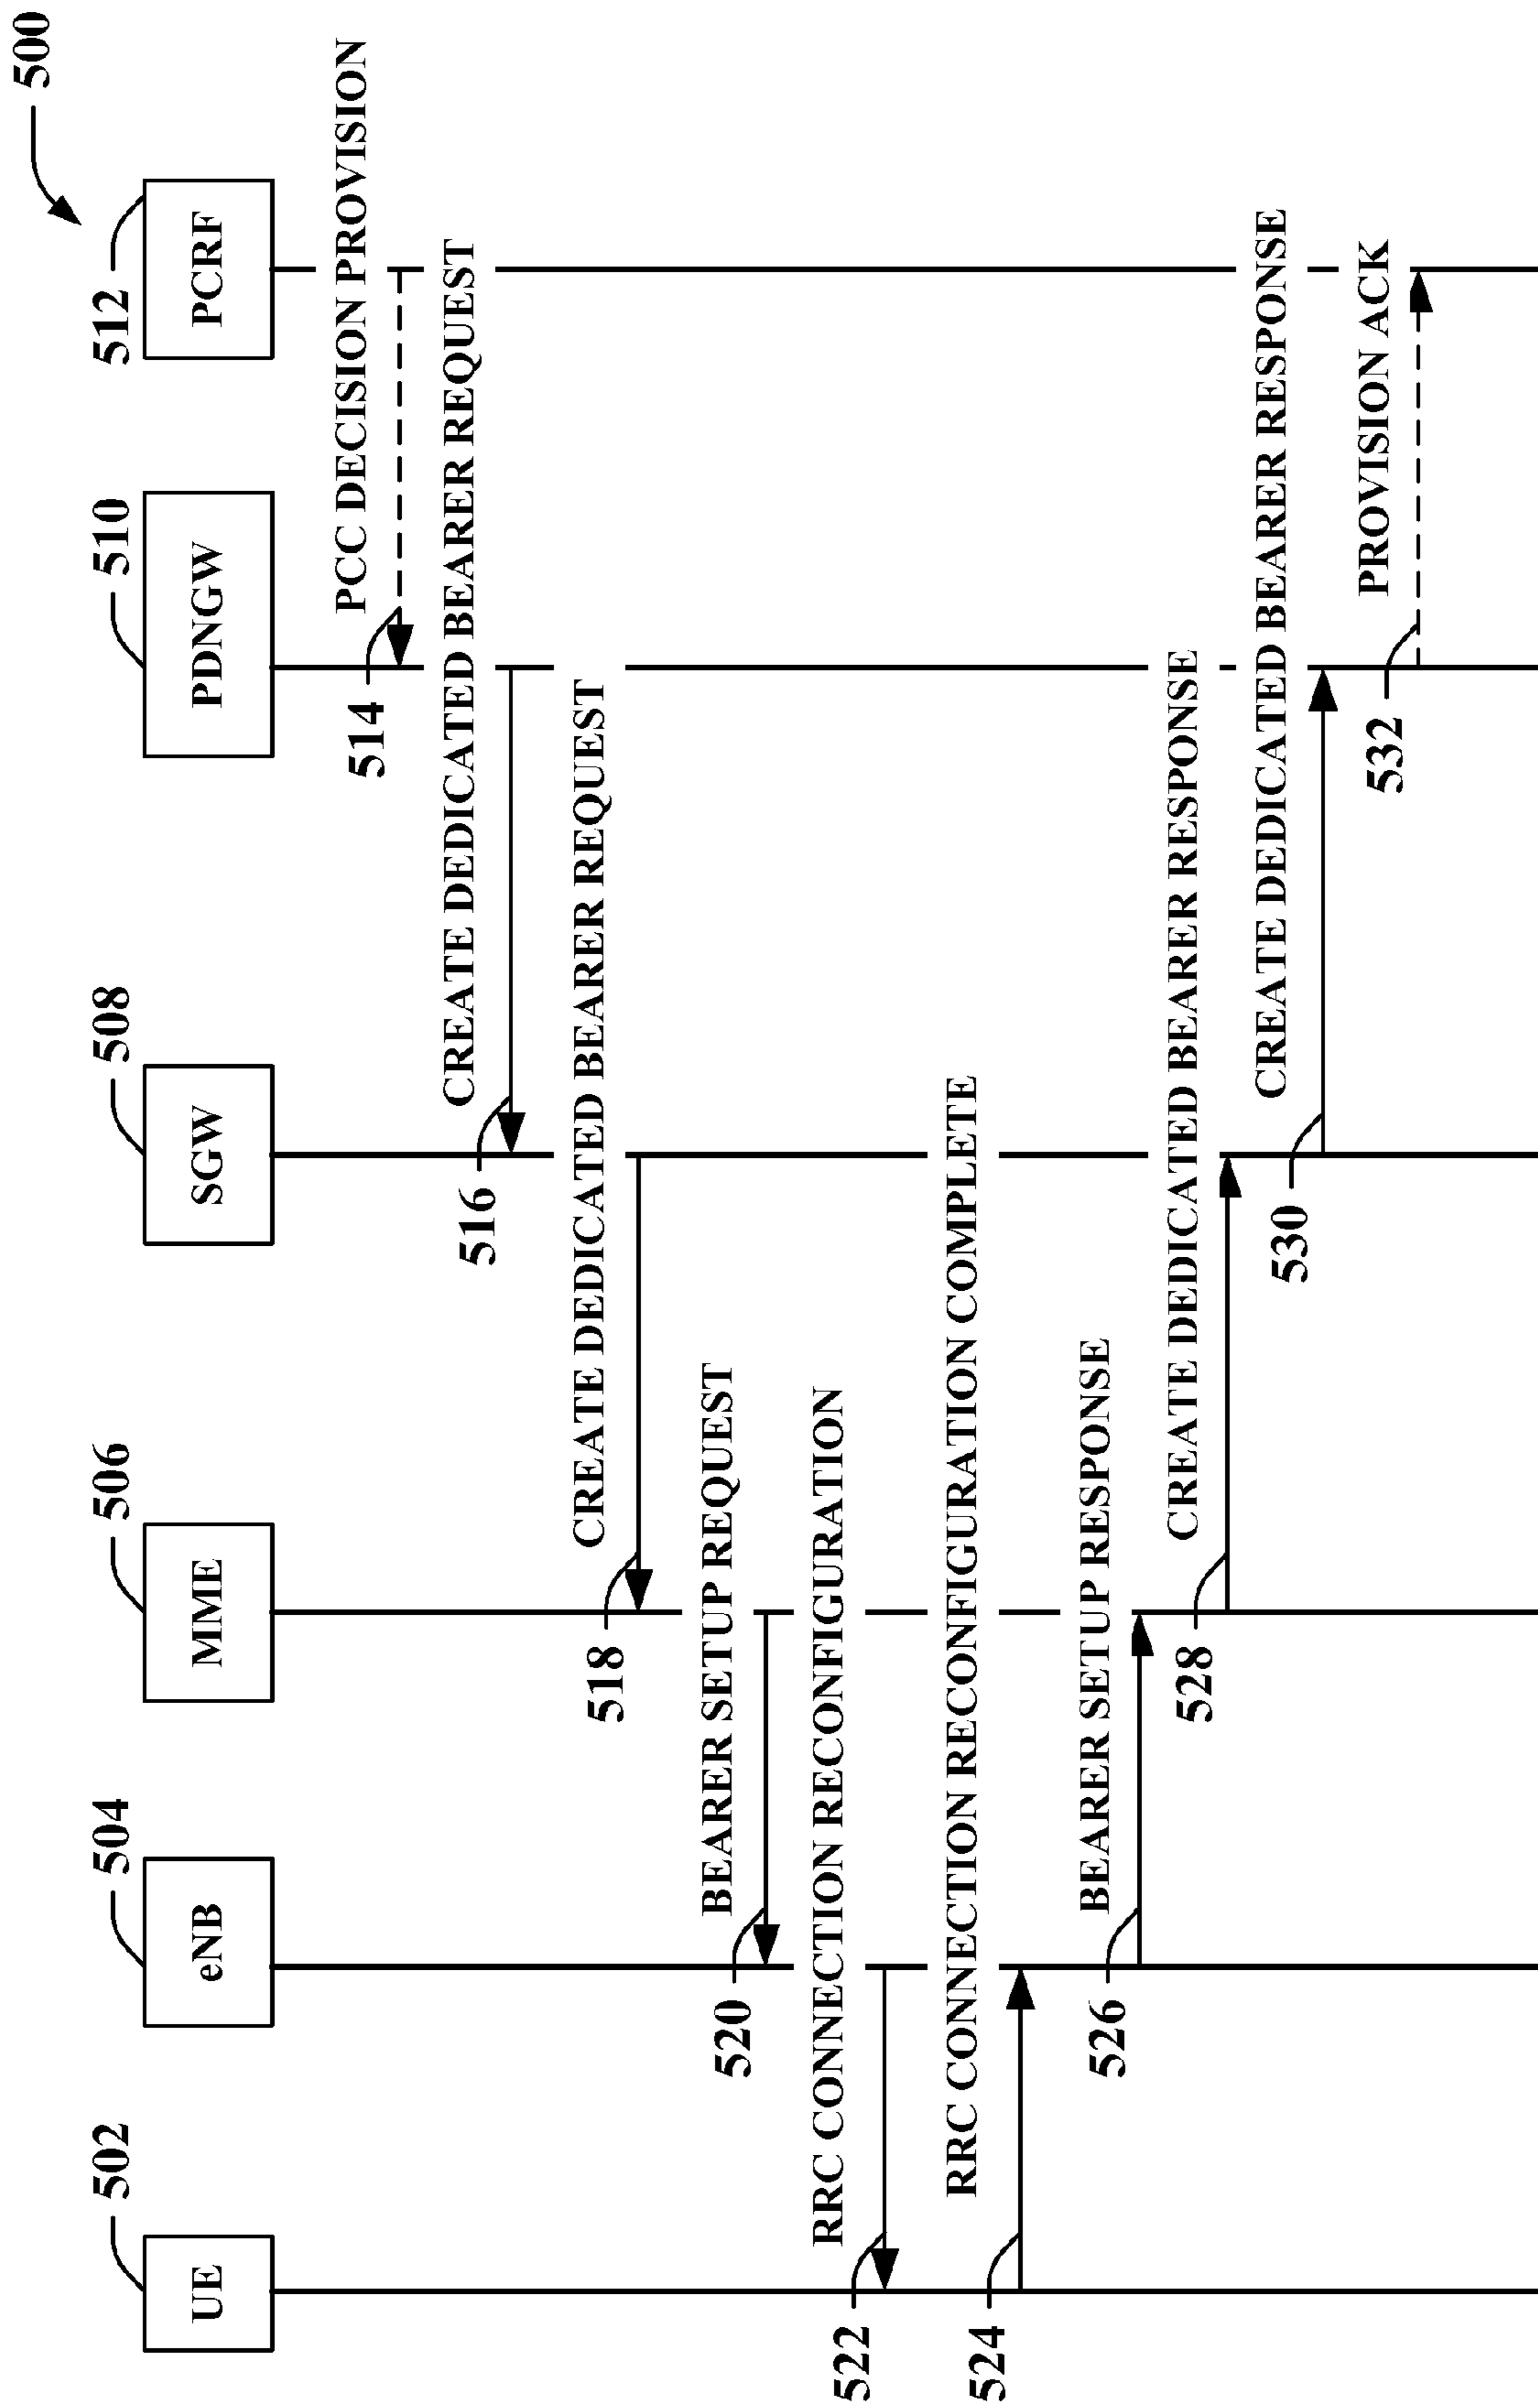 500
502
504
506
508
510
512
UE
eNB
MME
SGW
PDNGW
PCRF
PCC DECISION PROVISION
514
CREATE DEDICATED BEARER REQUEST
516
CREATE DEDICATED BEARER REQUEST
518
BEARER SETUP REQUEST
520
RRC CONNECTION RECONFIGURATION
522
RRC CONNECTION RECONFIGURATION COMPLETE
524
BEARER SETUP RESPONSE
526
CREATE DEDICATED BEARER RESPONSE
528
CREATE DEDICATED BEARER RESPONSE
530
PROVISION ACK
532